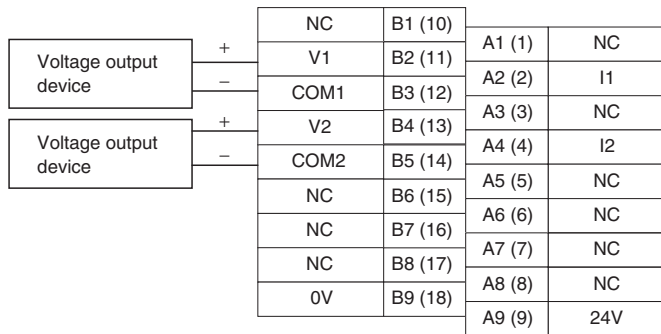 Voltage output
device
+
−
Voltage output
device
+
−
NC B1 (10)
V1 B2 (11)
COM1 B3 (12)
V2 B4 (13)
COM2 B5 (14)
NC B6 (15)
NC B7 (16)
NC B8 (17)
0V B9 (18)
A1 (1) NC
A2 (2) I1
A3 (3) NC
A4 (4) I2
A5 (5) NC
A6 (6) NC
A7 (7) NC
A8 (8) NC
A9 (9) 24V